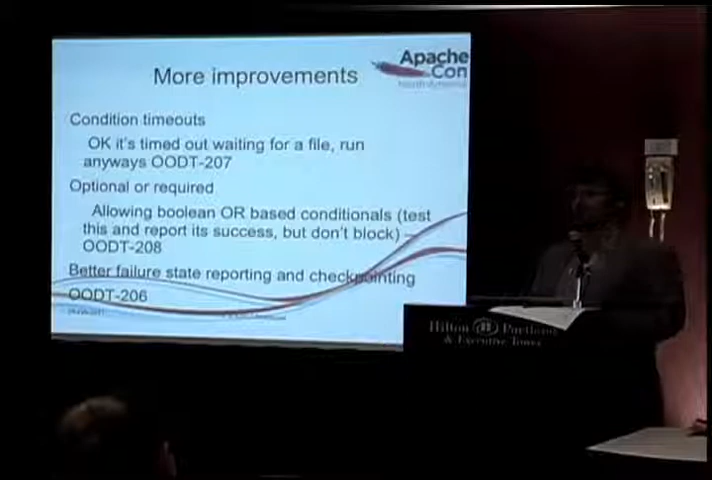 Apache
Con
North America
More improvements
Condition timeouts
OK it's timed out waiting for a file, run
anyways OODT-207
Optional or required
Allowing boolean OR based conditionals (test
this and report its success, but don't block) –
OODT-208
Better failure state reporting and checkpointing
OODT-206
Hilton Portland
& Executive Tower